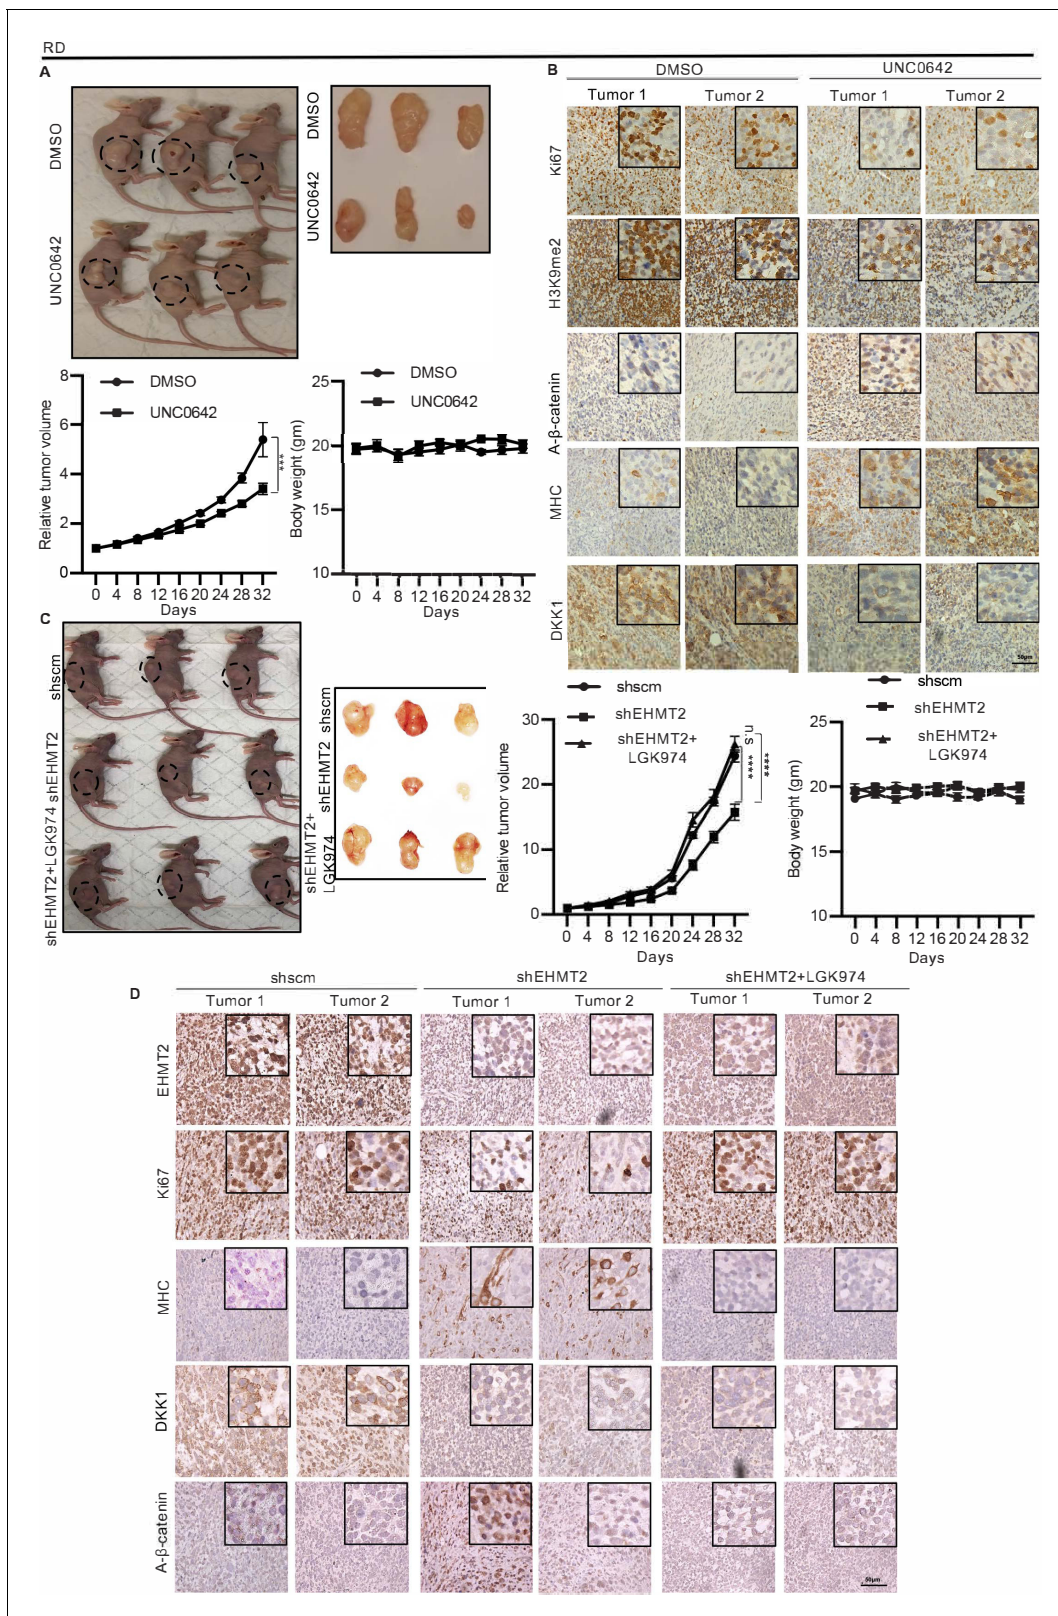 RD
A
DMSO
UNC0642
DMSO
UNC0642
8
6
4
2
0
Relative tumor volume
DMSO
UNC0642
***
0 4 8 12 16 20 24 28 32
Days
25
20
15
10
Body weight (gm)
DMSO
UNC0642
0 4 8 12 16 20 24 28 32
Days
B
DMSO
UNC0642
Tumor 1
Tumor 2
Tumor 1
Tumor 2
Ki67
H3K9me2
A-β-catenin
MHC
DKK1
50μm
C
shscm
shEHMT2
shEHMT2+LGK974
shscm
shEHMT2
shEHMT2+
LGK974
30
20
10
0
Relative tumor volume
shscm
shEHMT2
shEHMT2+
LGK974
n.s
****
****
0 4 8 12 16 20 24 28 32
Days
25
20
15
10
Body weight (gm)
shscm
shEHMT2
shEHMT2+
LGK974
0 4 8 12 16 20 24 28 32
Days
D
shscm
shEHMT2
shEHMT2+LGK974
Tumor 1
Tumor 2
Tumor 1
Tumor 2
Tumor 1
Tumor 2
EHMT2
Ki67
MHC
DKK1
A-β-catenin
50μm